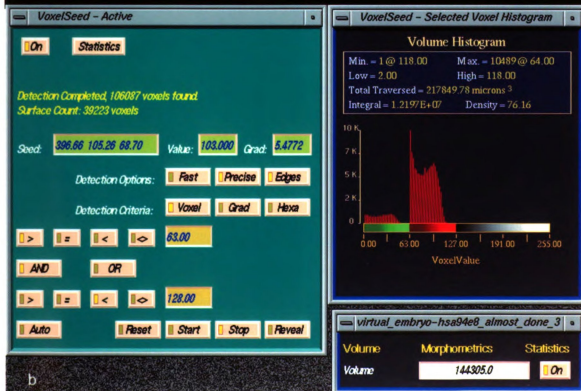 VoxelSeed - Active
On
Statistics
Detection Completed, 106087 voxels found.
Surface Count: 39223 voxels
Seed: 396.66 105.26 68.70 Value: 103.000 Grad: 5.4772
Detection Options: Fast Precise Edges
Detection Criteria: Voxel Grad Hexa
> = < <> 63.00
AND OR
> = < <> 128.00
Auto Reset Start Stop Reveal
b
VoxelSeed - Selected Voxel Histogram
Volume Histogram
Min. = 1 @ 118.00 Max. = 10489 @ 64.00
Low = 2.00 High = 118.00
Total Traversed = 217849.78 microns 3
Integral = 1.2197E+07 Density = 76.16
10 K
7 K
5 K
2 K
0
0.00 63.00 127.00 191.00 255.00
VoxelValue
virtual_embryo-hsa94e8_almost_done_3
Volume Morphometrics Statistics
Volume 144305.0 On